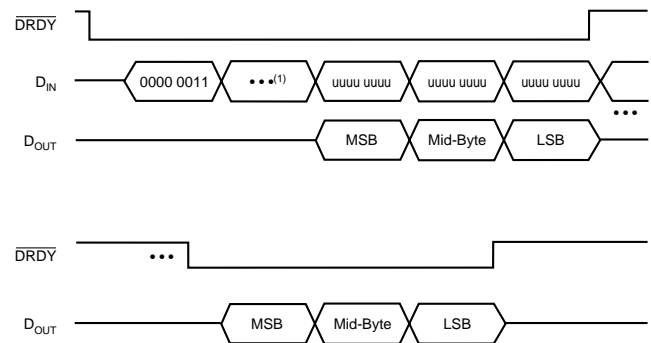 DRDY
DIN 0000 0011 •••(1) uuuu uuuu uuuu uuuu uuuu uuuu
•••
DOUT MSB Mid-Byte LSB
DRDY •••
DOUT MSB Mid-Byte LSB